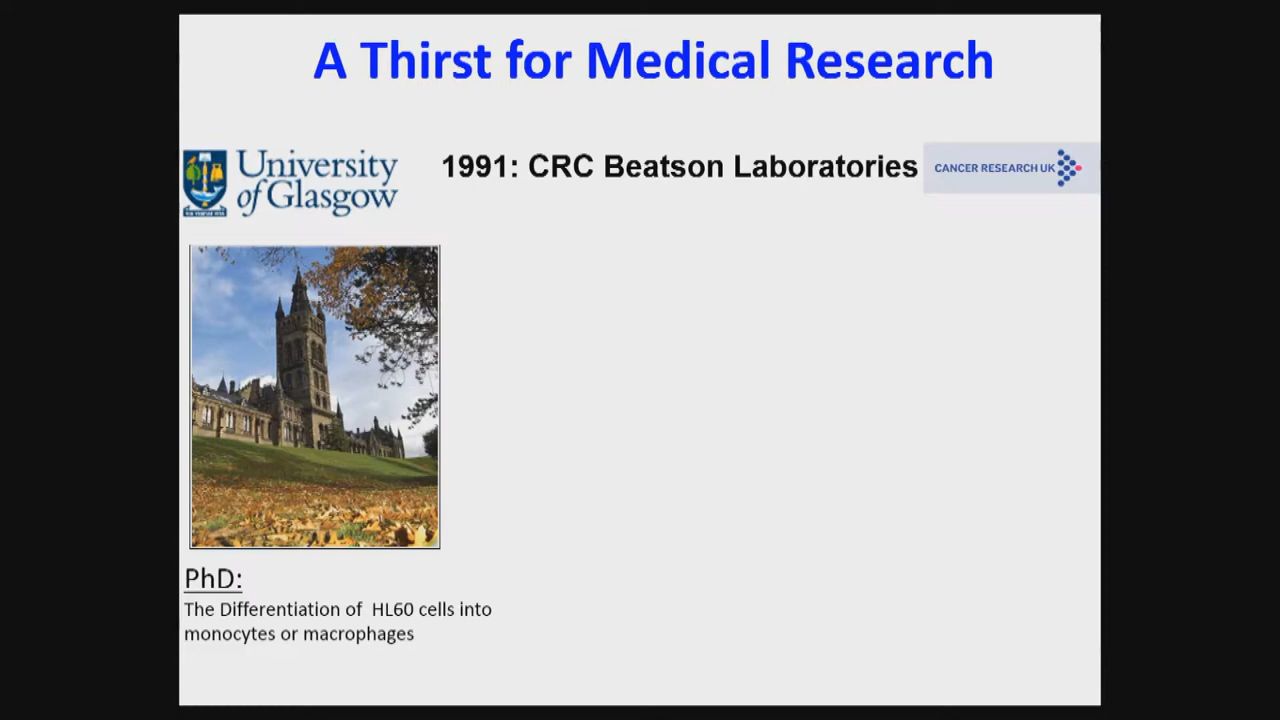 A Thirst for Medical Research
University
of Glasgow
1991: CRC Beatson Laboratories
CANCER RESEARCH UK
PhD:
The Differentiation of HL60 cells into
monocytes or macrophages